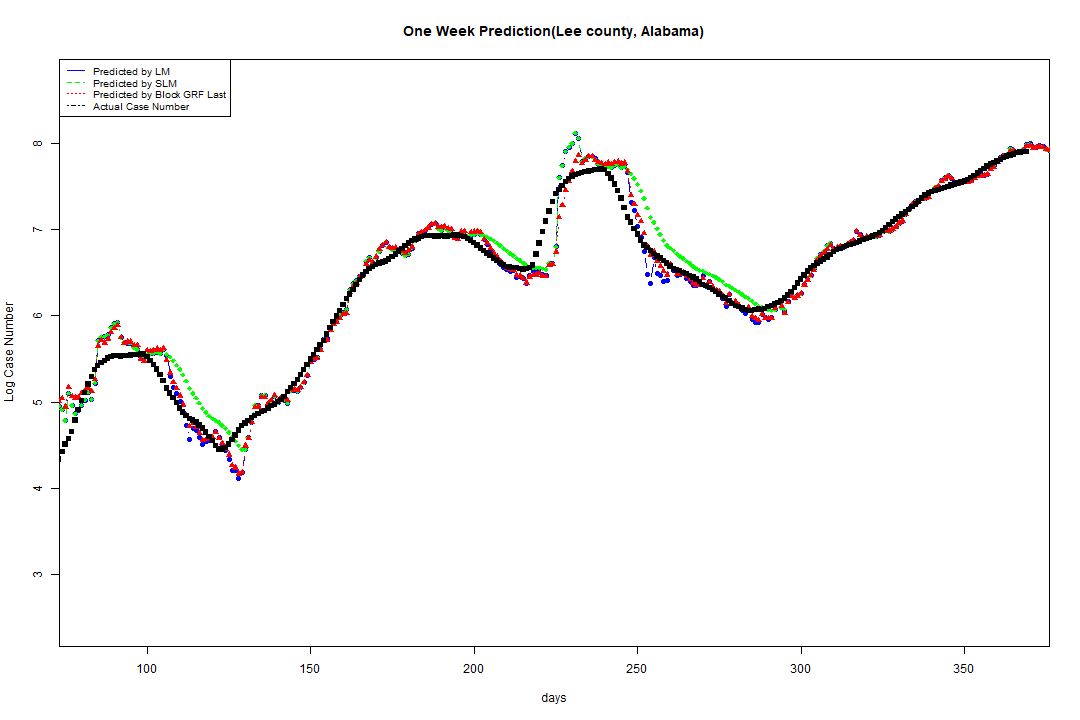 One Week Prediction(Lee county, Alabama)
Predicted by LM
Predicted by SLM
Predicted by Block GRF Last
Actual Case Number
Log Case Number
8
7
6
5
4
3
100 150 200 250 300 350
days